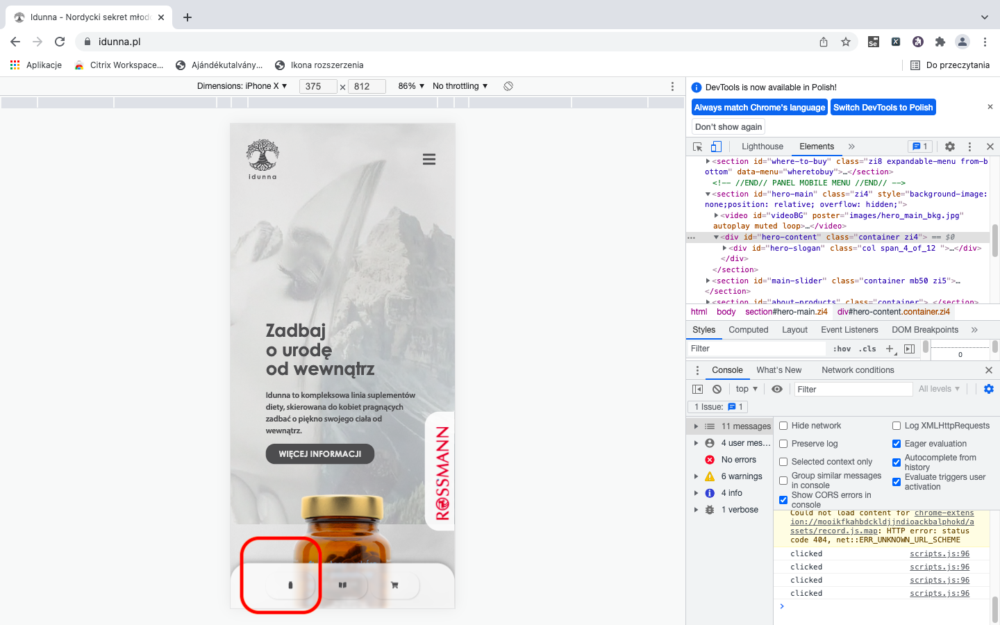 Idunna - Nordycki sekret młodo
idunna.pl
Se
Aplikacje
Citrix Workspace...
Ajándékutalvány...
Ikona rozszerzenia
Do przeczytania
Dimensions: iPhone X ▼
375 × 812
86% ▼
No throttling ▼
DevTools is now available in Polish!
Always match Chrome's language
Switch DevTools to Polish
Don't show again
Lighthouse
Elements
1
<section id="where-to-buy" class="zi8 expandable-menu from-b
ottom" data-menu="wheretobuy">…</section>
<!-- //END// PANEL MOBILE MENU //END// -->
<section id="hero-main" class="zi4" style="background-image:
none;position: relative; overflow: hidden;">
<video id="videoBG" poster="images/hero_main_bkg.jpg"
autoplay muted loop>…</video>
<div id="hero-content" class="container zi4"> == $0
<div id="hero-slogan" class="col span_4_of_12 ">…</div>
</div>
</section>
<section id="main-slider" class="container mb50 zi5">…
</section>
<section id="about-products" class="container">…</section>
html
body
section#hero-main.zi4
div#hero-content.container.zi4
Styles
Computed
Layout
Event Listeners
DOM Breakpoints
Filter
:hov
.cls
0
Console
What's New
Network conditions
top ▼
Filter
All levels ▼
1 Issue: 1
11 messages
4 user mes…
No errors
6 warnings
4 info
1 verbose
Hide network
Preserve log
Selected context only
Group similar messages
in console
Show CORS errors in
console
Log XMLHttpRequests
Eager evaluation
Autocomplete from
history
Evaluate triggers user
activation
Could not load content for chrome-extens
ion://mooikfkahbdckldjjndioackbalphokd/a
ssets/record.js.map: HTTP error: status
code 404, net::ERR_UNKNOWN_URL_SCHEME
clicked scripts.js:96
clicked scripts.js:96
clicked scripts.js:96
clicked scripts.js:96
idunna
Zadbaj
o urodę
od wewnątrz
Idunna to kompleksowa linia suplementów
diety, skierowana do kobiet pragnących
zadbać o piękno swojego ciała od
wewnątrz.
WIĘCEJ INFORMACJI
ROSSMANN